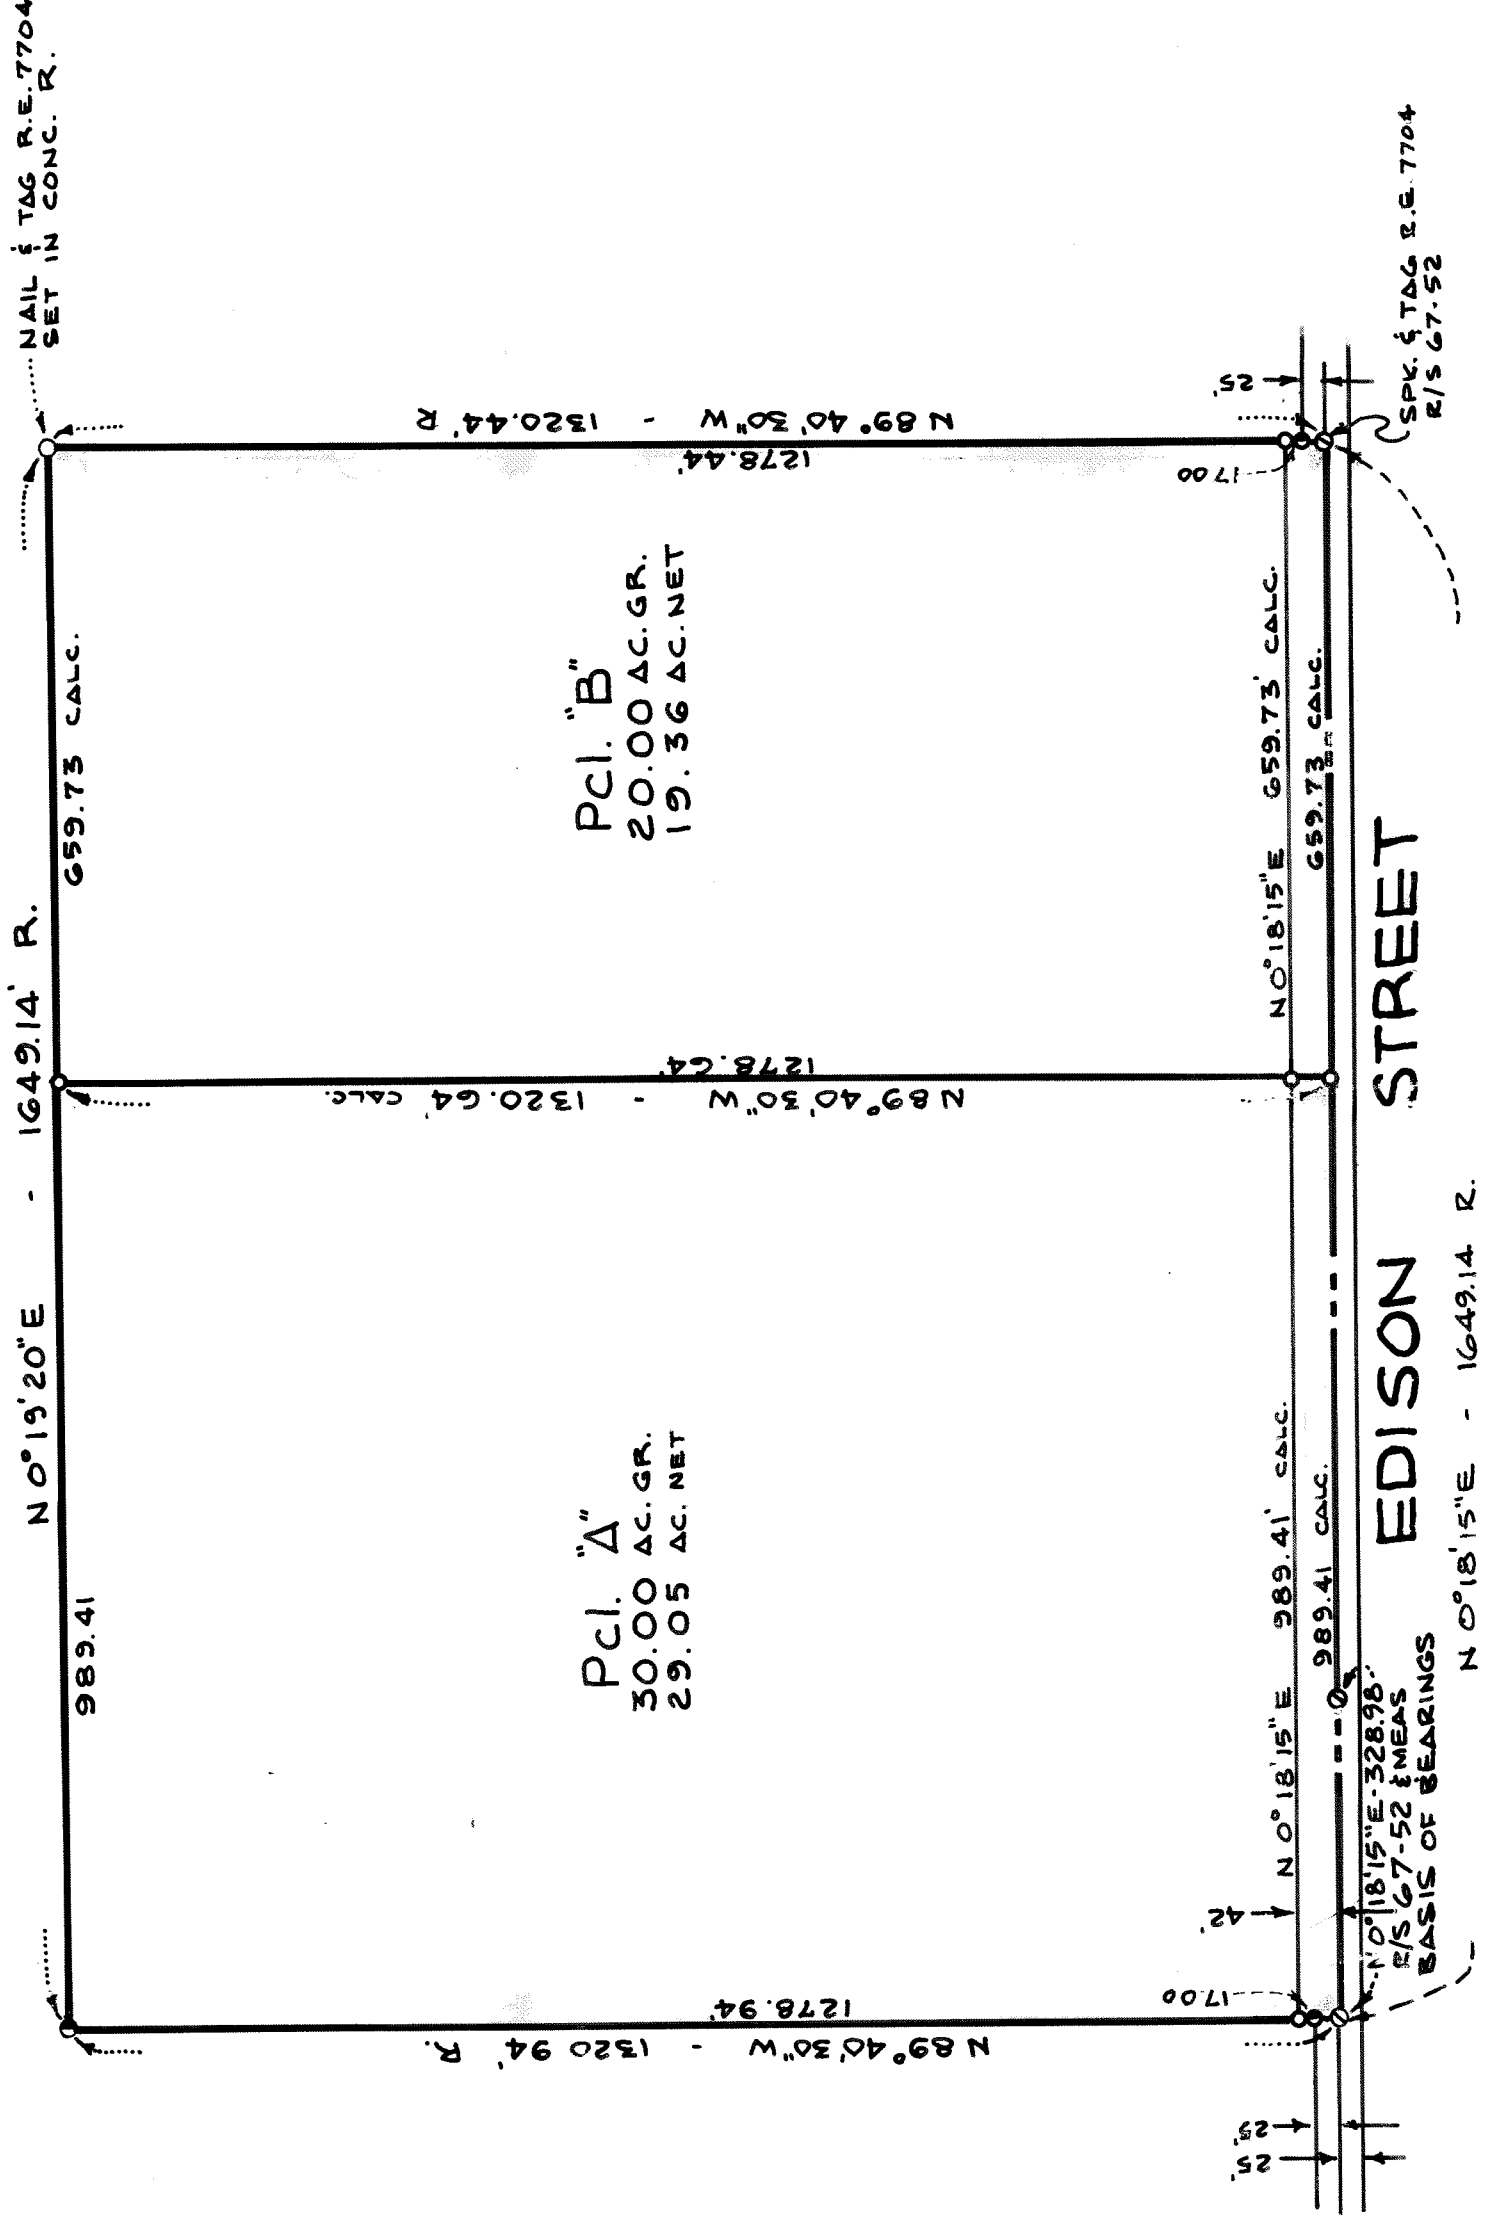 NAIL & TAG R.E. 7704
SET IN CONC. R.
N 0° 19' 20" E - 1649.14' R.
989.41
659.73 CALC.
N 89° 40' 30" W - 1320.44' R
1278.44'
1700
25'
Pcl. "B"
20.00 AC. GR.
19.36 AC. NET
N 89° 40' 30" W - 1320.64' CALC.
1278.64'
Pcl. "A"
30.00 AC. GR.
29.05 AC. NET
N 89° 40' 30" W - 1320 94' R.
1278.94'
1700
42'
25'
25'
N 0° 18' 15" E 989.41' CALC.
989.41 CALC.
N 0° 18' 15" E 659.73' CALC.
659.73 CALC.
N 0° 18' 15" E - 328.98
R/S 67-52 & MEAS
BASIS OF BEARINGS
EDISON STREET
N 0° 18' 15" E - 1649.14 R.
SPK. & TAG R.E. 7704
R/S 67-52